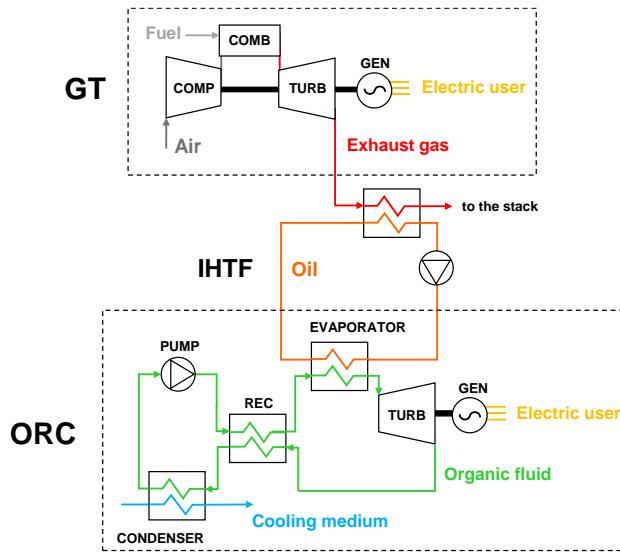 Fuel
COMB
GEN
GT
COMP
TURB
Electric user
Air
Exhaust gas
to the stack
IHTF
Oil
EVAPORATOR
PUMP
GEN
REC
TURB
Electric user
ORC
Organic fluid
Cooling medium
CONDENSER